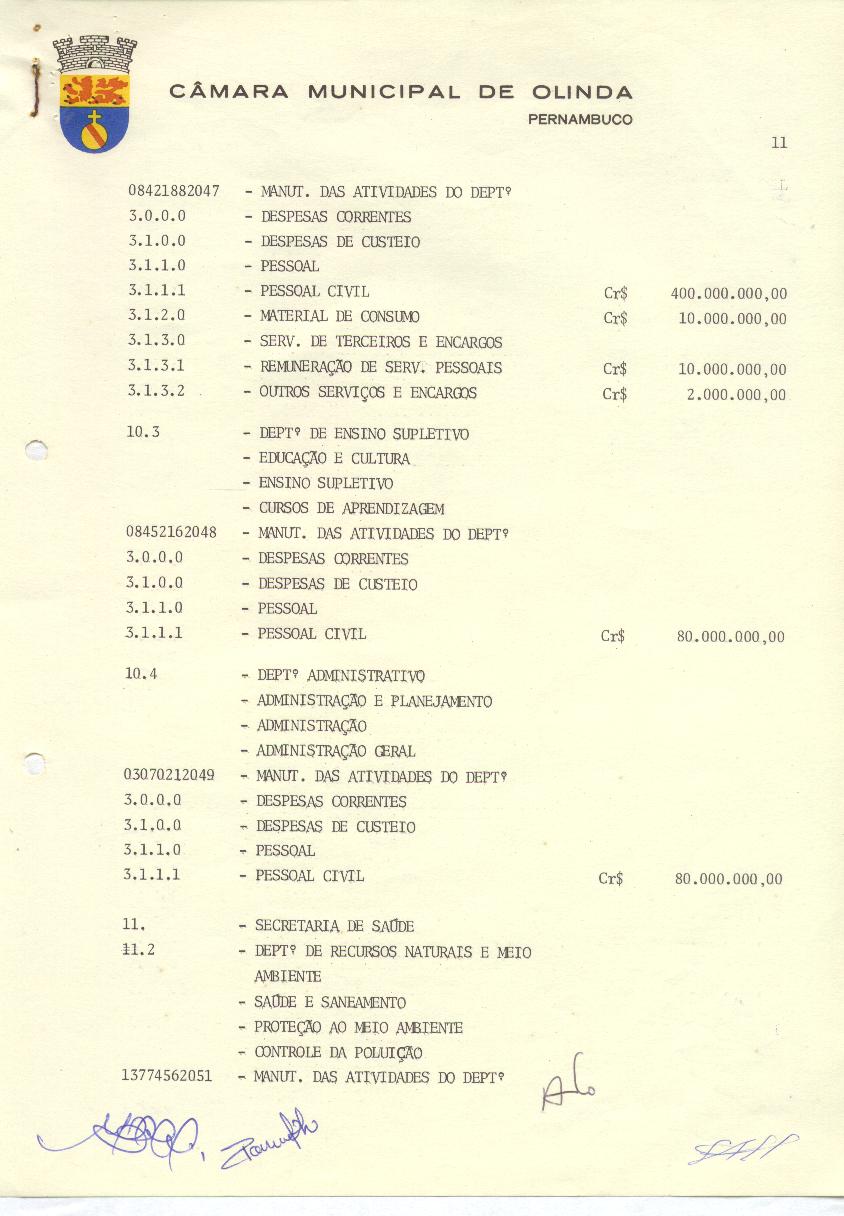 CÂMARA MUNICIPAL DE OLINDA
PERNAMBUCO
11
08421882047 - MANUT. DAS ATIVIDADES DO DEPTº
3.0.0.0 - DESPESAS CORRENTES
3.1.0.0 - DESPESAS DE CUSTEIO
3.1.1.0 - PESSOAL
3.1.1.1 - PESSOAL CIVIL Cr$ 400.000.000,00
3.1.2.0 - MATERIAL DE CONSUMO Cr$ 10.000.000,00
3.1.3.0 - SERV. DE TERCEIROS E ENCARGOS
3.1.3.1 - REMUNERAÇÃO DE SERV. PESSOAIS Cr$ 10.000.000,00
3.1.3.2 - OUTROS SERVIÇOS E ENCARGOS Cr$ 2.000.000,00
10.3 - DEPTº DE ENSINO SUPLETIVO
- EDUCAÇÃO E CULTURA
- ENSINO SUPLETIVO
- CURSOS DE APRENDIZAGEM
08452162048 - MANUT. DAS ATIVIDADES DO DEPTº
3.0.0.0 - DESPESAS CORRENTES
3.1.0.0 - DESPESAS DE CUSTEIO
3.1.1.0 - PESSOAL
3.1.1.1 - PESSOAL CIVIL Cr$ 80.000.000,00
10.4 - DEPTº ADMINISTRATIVO
- ADMINISTRAÇÃO E PLANEJAMENTO
- ADMINISTRAÇÃO
- ADMINISTRAÇÃO GERAL
03070212049 - MANUT. DAS ATIVIDADES DO DEPTº
3.0.0.0 - DESPESAS CORRENTES
3.1.0.0 - DESPESAS DE CUSTEIO
3.1.1.0 - PESSOAL
3.1.1.1 - PESSOAL CIVIL Cr$ 80.000.000,00
11. - SECRETARIA DE SAÚDE
11.2 - DEPTº DE RECURSOS NATURAIS E MEIO
AMBIENTE
- SAÚDE E SANEAMENTO
- PROTEÇÃO AO MEIO AMBIENTE
- CONTROLE DA POLUIÇÃO
13774562051 - MANUT. DAS ATIVIDADES DO DEPTº